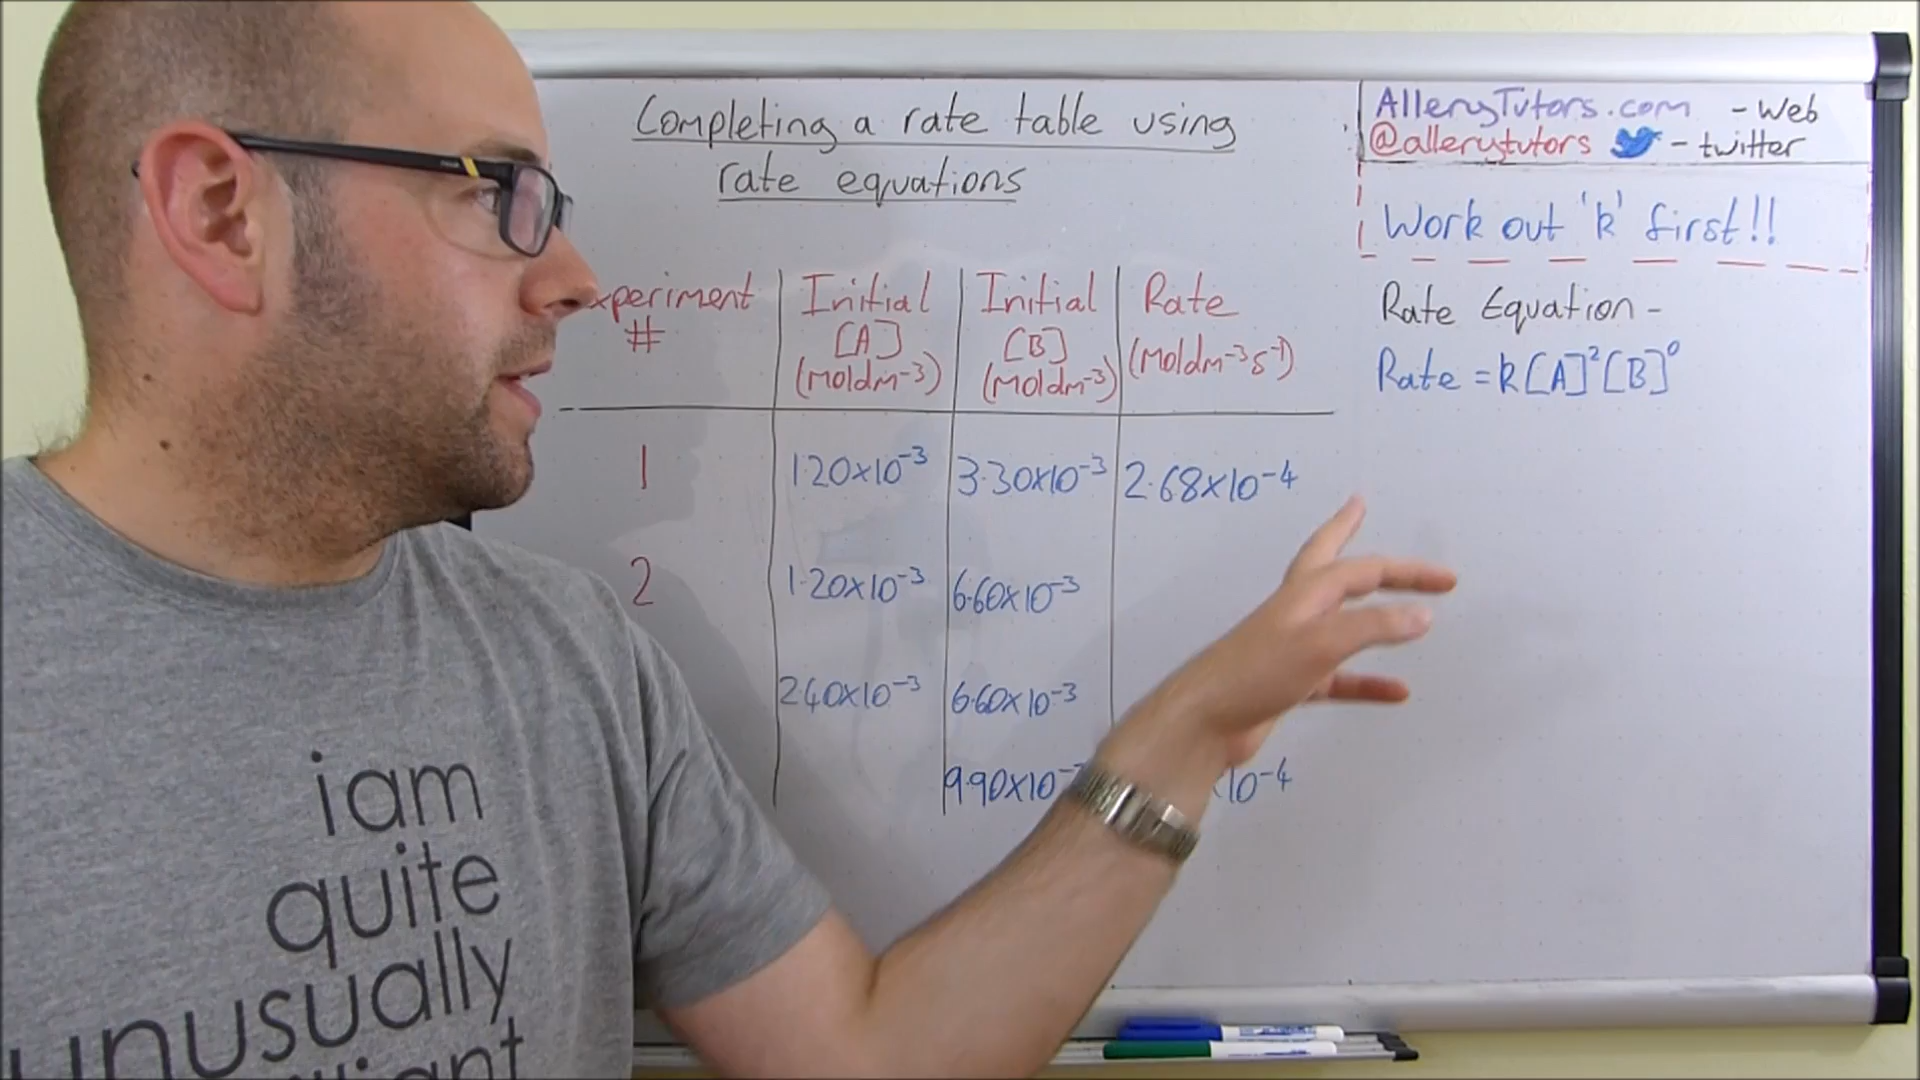 Completing a rate table using
rate equations
AlleryTutors.com - Web
@allerytutors - twitter
Work out 'k' first!!
Rate Equation -
Rate = k[A]²[B]⁰
xperiment # | Initial [A] (moldm⁻³) | Initial [B] (moldm⁻³) | Rate (moldm⁻³s⁻¹)
1 | 1.20x10⁻³ | 3.30x10⁻³ | 2.68x10⁻⁴
2 | 1.20x10⁻³ | 6.60x10⁻³
2.40x10⁻³ | 6.60x10⁻³
9.90x10⁻ | 10⁻⁴
iam
quite
unusually